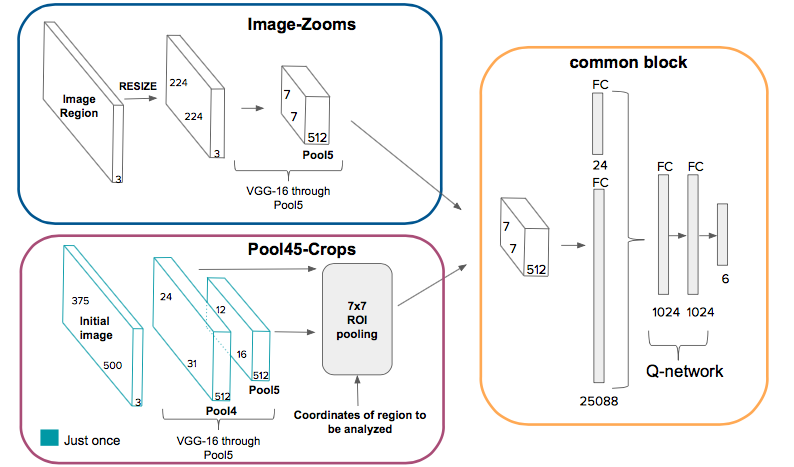 Image-Zooms
Image
Region
3
RESIZE
224
224
3
7
7
512
Pool5
VGG-16 through
Pool5
Pool45-Crops
375
Initial
image
500
3
24
31
512
Pool4
12
16
512
Pool5
VGG-16 through
Pool5
7x7
ROI
pooling
Coordinates of region to
be analyzed
Just once
common block
7
7
512
FC
24
FC
25088
FC
FC
1024
1024
6
Q-network